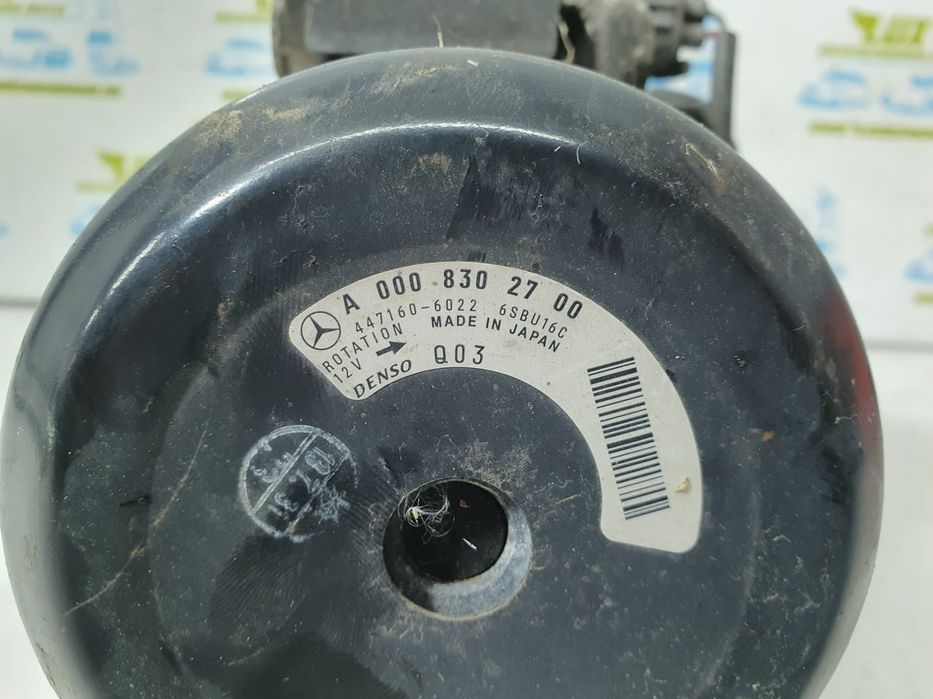 A 000 830 27 00
447160-6022 6SBU16C
ROTATION MADE IN JAPAN
12V
DENSO Q03